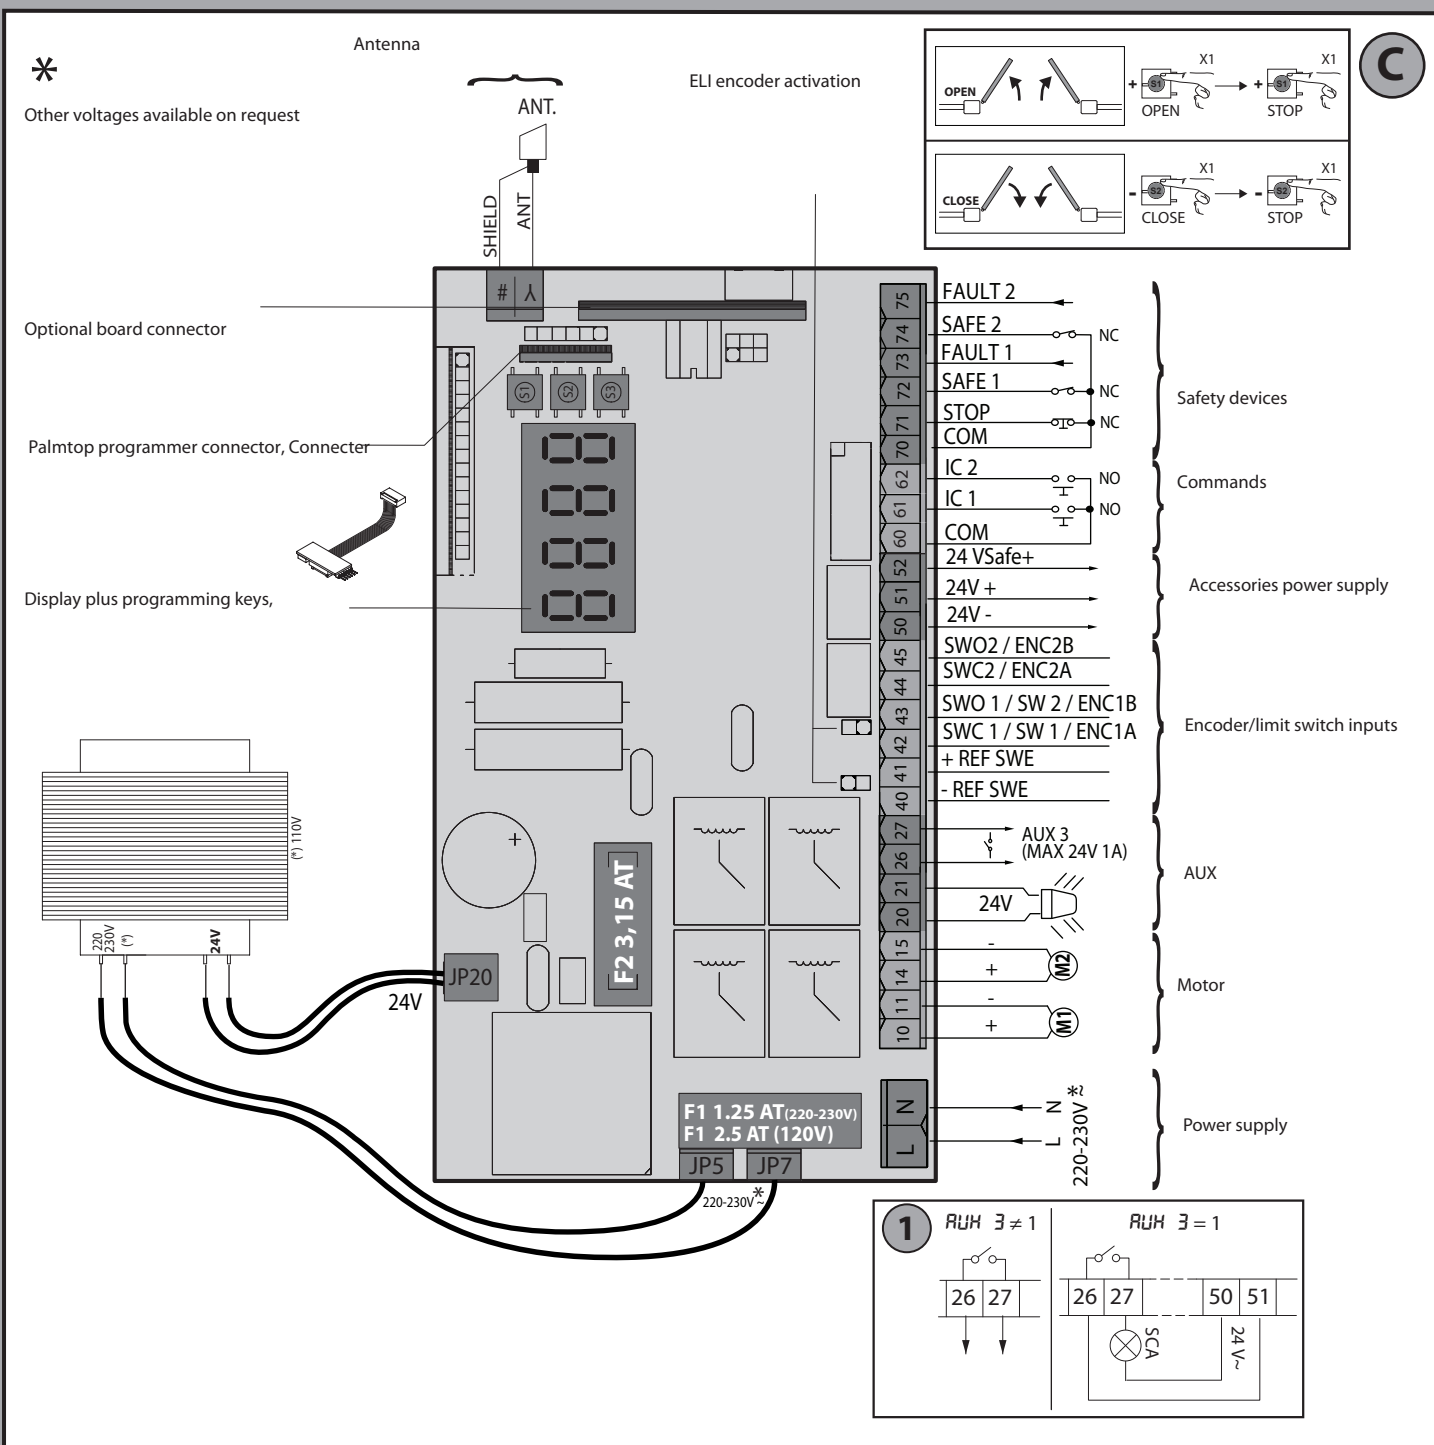 *
Other voltages available on request
Antenna
ANT.
SHIELD
ANT
ELI encoder activation
OPEN
+
S1
X1
OPEN
+
S1
X1
STOP
CLOSE
-
S2
X1
CLOSE
-
S2
X1
STOP
C
Optional board connector
Palmtop programmer connector, Connecter
Display plus programming keys,
# Y
S1 S2 S3
75 FAULT 2
74 SAFE 2 NC
73 FAULT 1
72 SAFE 1 NC
71 STOP NC
70 COM
Safety devices
62 IC 2 NO
61 IC 1 NO
60 COM
Commands
52 24 VSafe+
51 24V +
50 24V -
Accessories power supply
45 SWO2 / ENC2B
44 SWC2 / ENC2A
43 SWO 1 / SW 2 / ENC1B
42 SWC 1 / SW 1 / ENC1A
41 + REF SWE
40 - REF SWE
Encoder/limit switch inputs
27 AUX 3
26 (MAX 24V 1A)
21
20 24V
AUX
15 -
14 +
M2
11 -
10 +
M1
Motor
N
L
N
L
220-230V ~*
Power supply
(*) 110V
220
230V
(*)
24V
24V
JP20
+
F2 3,15 AT
F1 1.25 AT(220-230V)
F1 2.5 AT (120V)
JP5 JP7
220-230V ~*
1
AUX 3 ≠ 1
26 27
AUX 3 = 1
26 27 50 51
SCA
24 V~